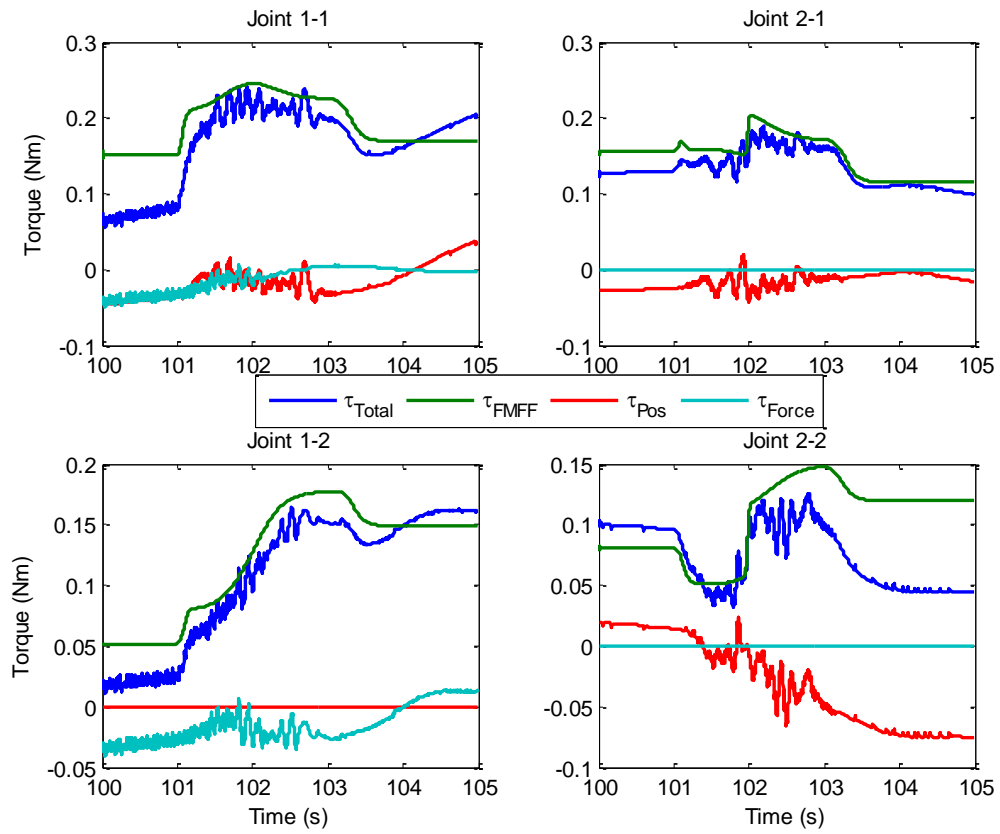 Joint 1-1 Joint 2-1
0.3 0.3
0.2 0.2
0.1 0.1
0 0
-0.1 -0.1
Torque (Nm)
100 101 102 103 104 105 100 101 102 103 104 105
τTotal τFMFF τPos τForce
Joint 1-2 Joint 2-2
0.2 0.15
0.15 0.1
0.1 0.05
0.05 0
0 -0.05
-0.05 -0.1
Torque (Nm)
100 101 102 103 104 105 100 101 102 103 104 105
Time (s) Time (s)